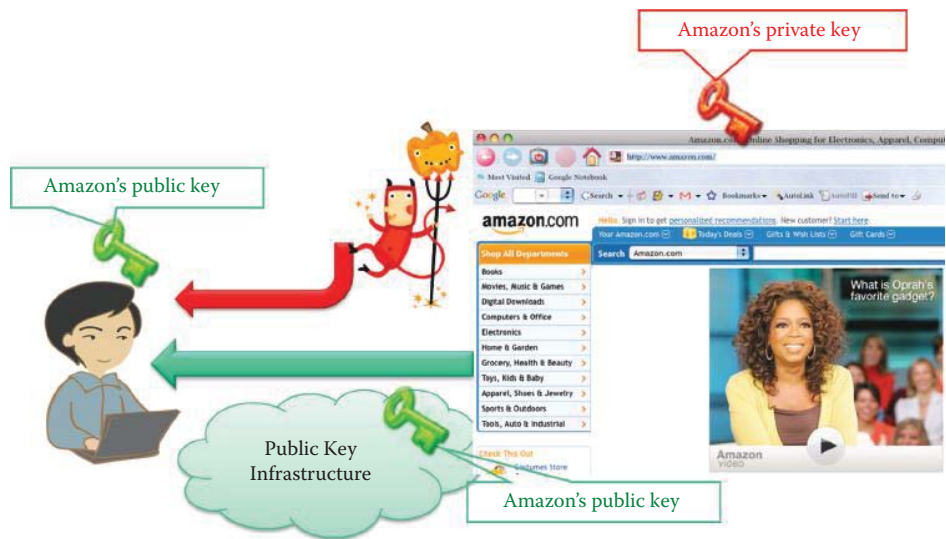 Amazon's private key
Amazon's public key
Amazon.com: Online Shopping for Electronics, Apparel, Comput
http://www.amazon.com/
Most Visited Google Notebook
Google Search Bookmarks AutoLink AutoFill Send to
amazon.com
Hello. Sign in to get personalized recommendations. New customer? Start here.
Your Amazon.com Today's Deals Gifts & Wish Lists Gift Cards
Shop All Departments
Search Amazon.com
Books
Movies, Music & Games
Digital Downloads
Computers & Office
Electronics
Home & Garden
Grocery, Health & Beauty
Toys, Kids & Baby
Apparel, Shoes & Jewelry
Sports & Outdoors
Tools, Auto & Industrial
What is Oprah's
favorite gadget?
Amazon
VIDEO
Check This Out
Costumes Store
Public Key
Infrastructure
Amazon's public key